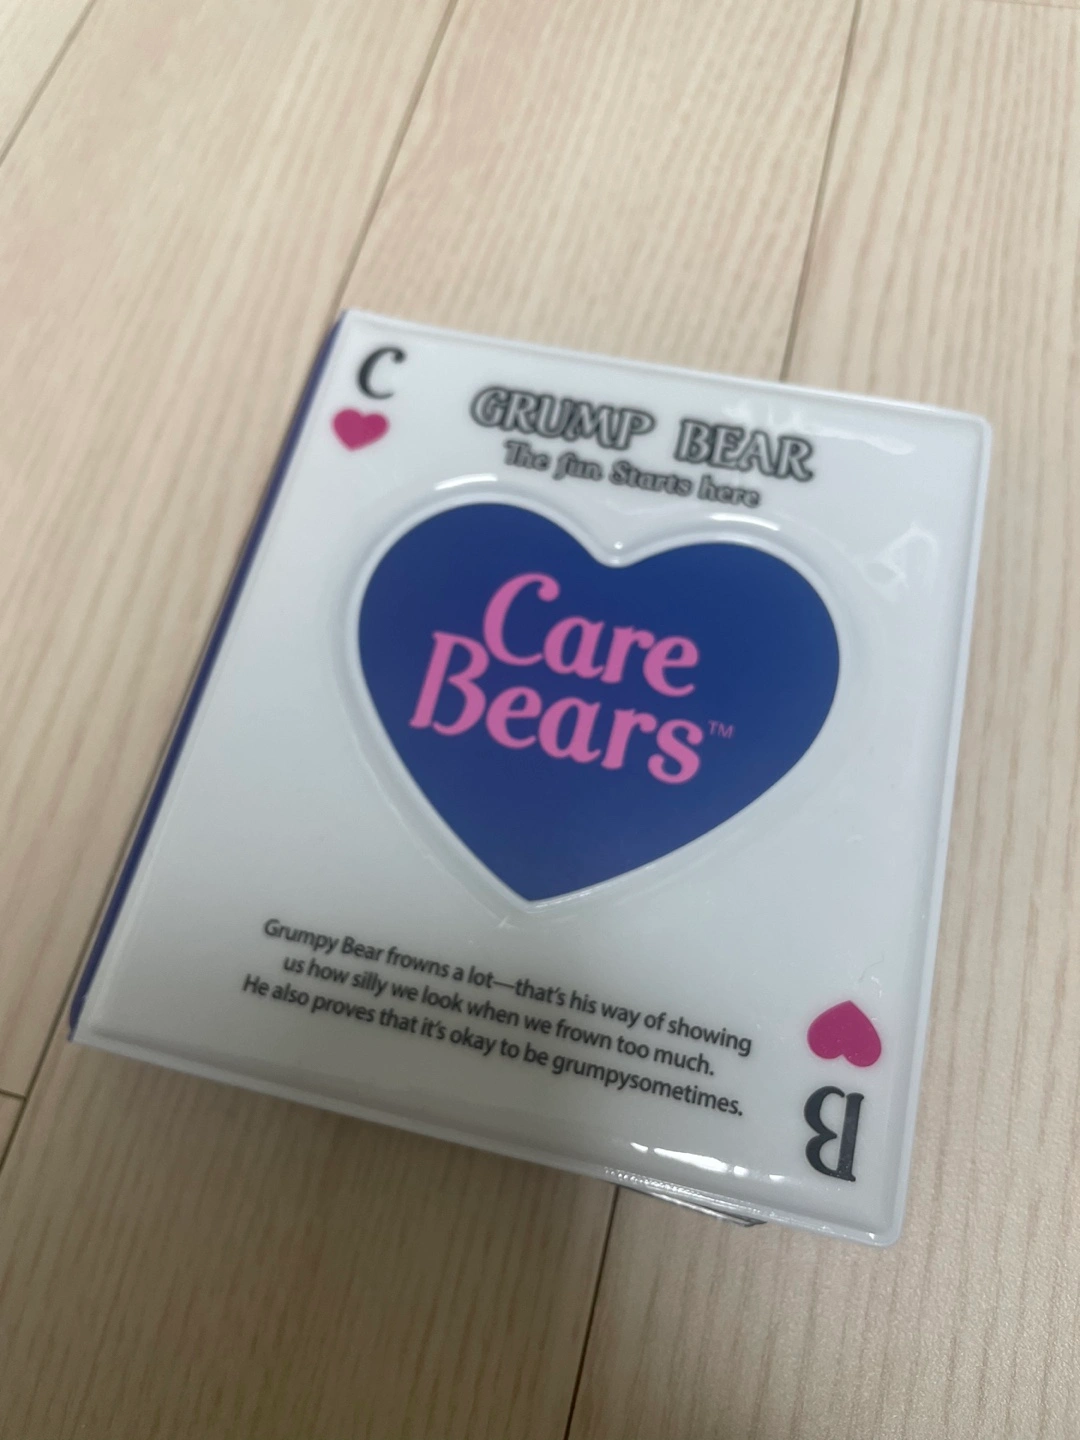 C
GRUMP BEAR
The fun Starts here
Care
Bears™
Grumpy Bear frowns a lot—that's his way of showing
us how silly we look when we frown too much.
He also proves that it's okay to be grumpysometimes.
B